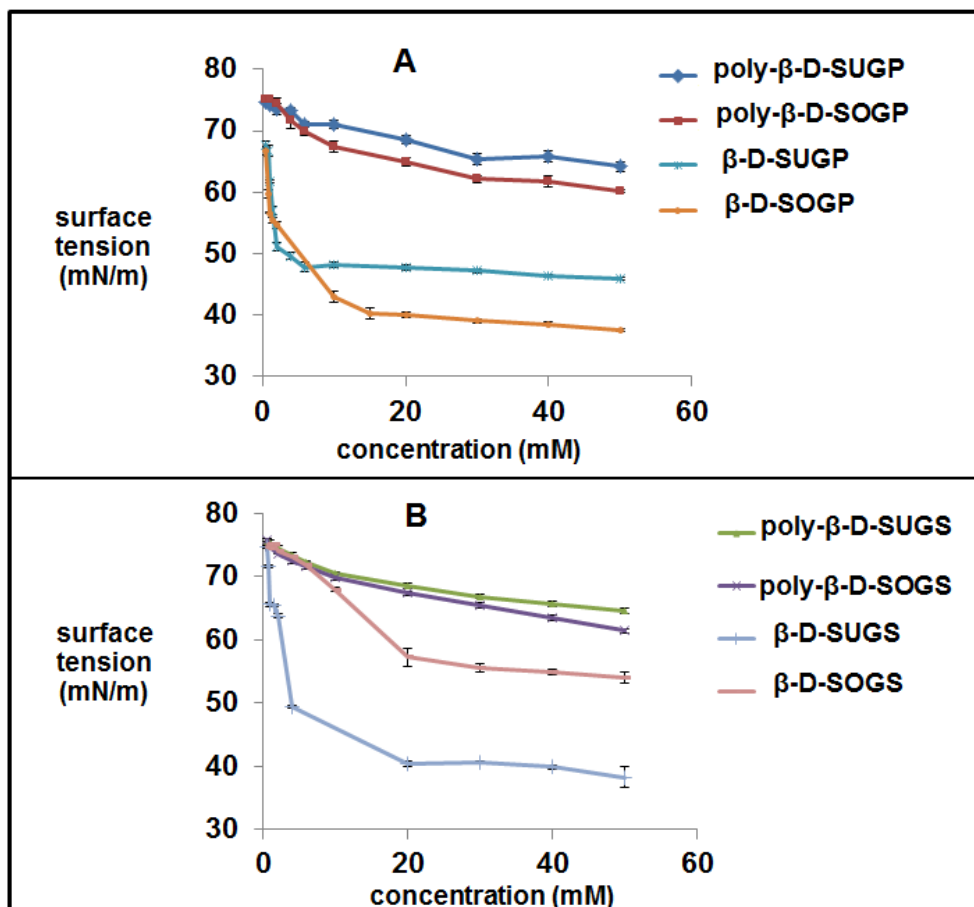 A
80
70
60
50
40
30
surface
tension
(mN/m)
0
20
40
60
concentration (mM)
poly-β-D-SUGP
poly-β-D-SOGP
β-D-SUGP
β-D-SOGP
B
80
70
60
50
40
30
surface
tension
(mN/m)
0
20
40
60
concentration (mM)
poly-β-D-SUGS
poly-β-D-SOGS
β-D-SUGS
β-D-SOGS